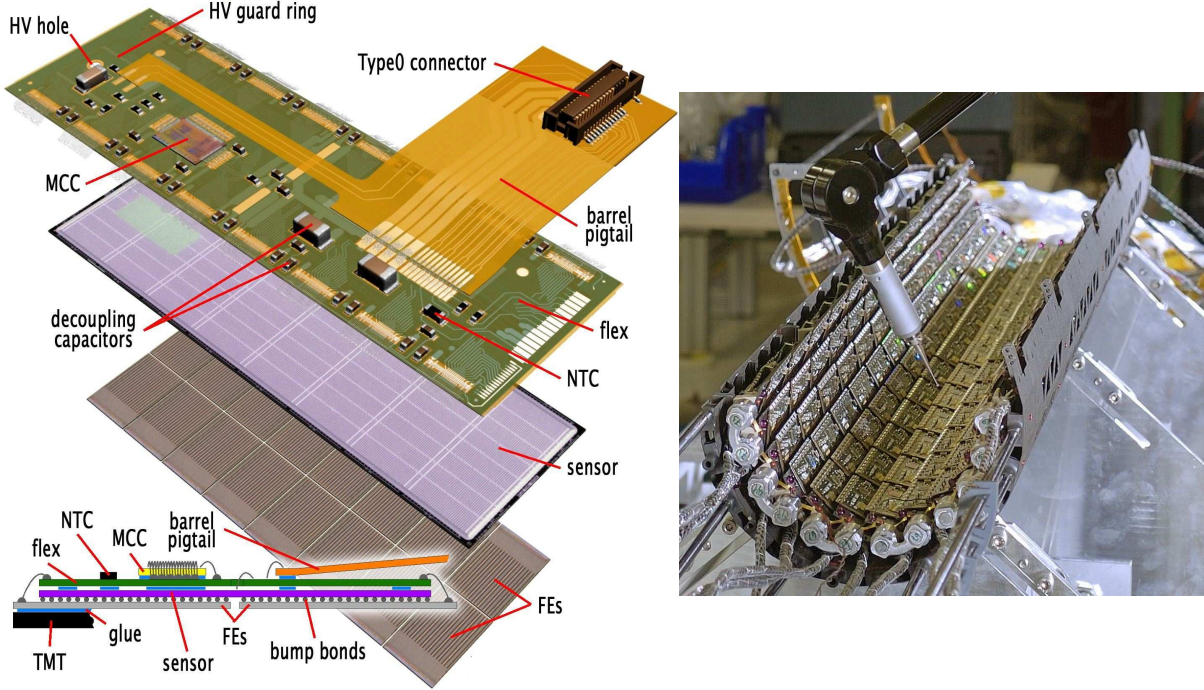 HV guard ring
HV hole
Type0 connector
MCC
barrel
pigtail
decoupling
capacitors
flex
NTC
sensor
NTC
MCC
barrel
pigtail
flex
FEs
glue
FEs
TMT
sensor
bump bonds